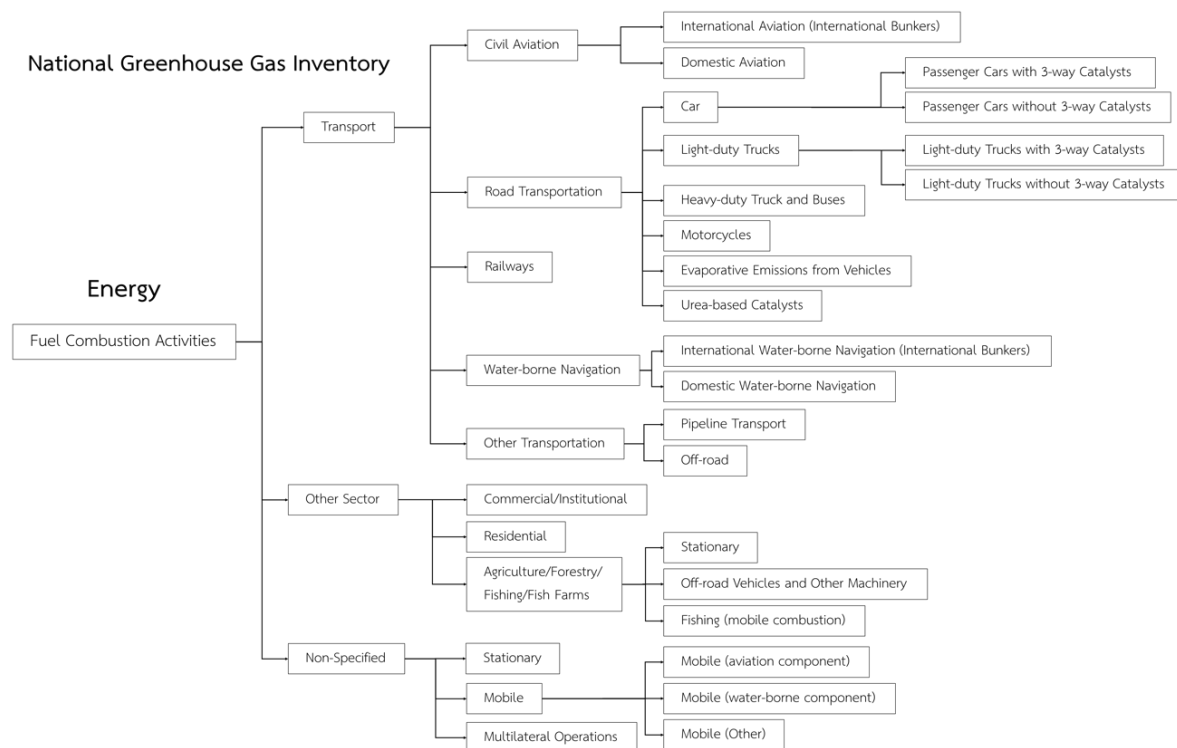 National Greenhouse Gas Inventory
Energy
Fuel Combustion Activities
Transport
Civil Aviation
International Aviation (International Bunkers)
Domestic Aviation
Road Transportation
Car
Passenger Cars with 3-way Catalysts
Passenger Cars without 3-way Catalysts
Light-duty Trucks
Light-duty Trucks with 3-way Catalysts
Light-duty Trucks without 3-way Catalysts
Heavy-duty Truck and Buses
Motorcycles
Evaporative Emissions from Vehicles
Urea-based Catalysts
Railways
Water-borne Navigation
International Water-borne Navigation (International Bunkers)
Domestic Water-borne Navigation
Other Transportation
Pipeline Transport
Off-road
Other Sector
Commercial/Institutional
Residential
Agriculture/Forestry/
Fishing/Fish Farms
Stationary
Off-road Vehicles and Other Machinery
Fishing (mobile combustion)
Non-Specified
Stationary
Mobile
Mobile (aviation component)
Mobile (water-borne component)
Mobile (Other)
Multilateral Operations